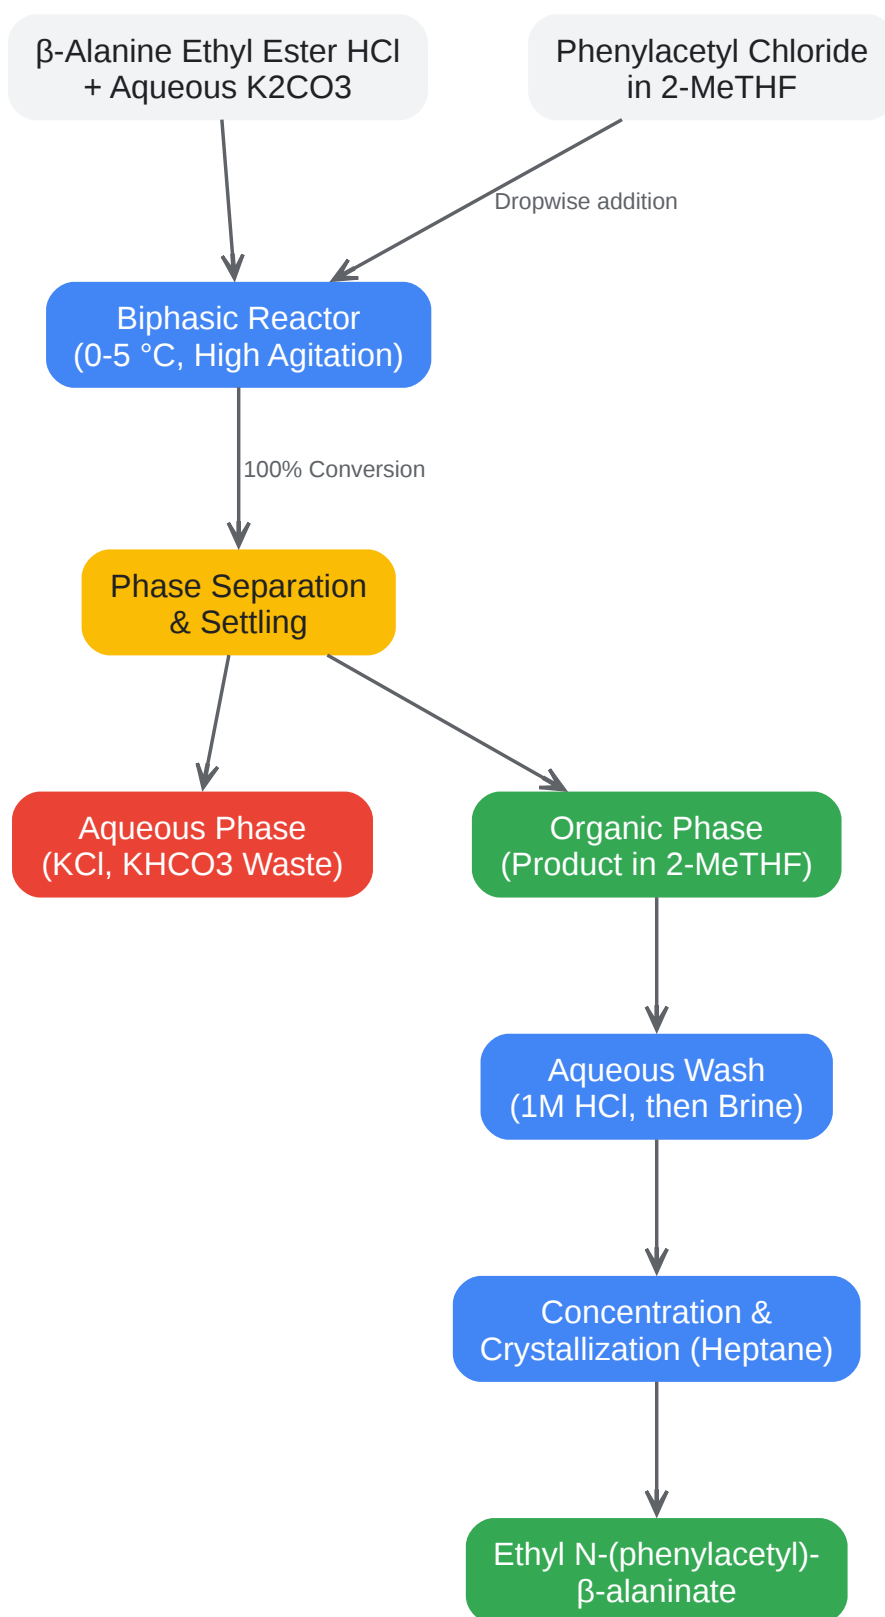 β-Alanine Ethyl Ester HCl
+ Aqueous K2CO3
Phenylacetyl Chloride
in 2-MeTHF
Dropwise addition
Biphasic Reactor
(0-5 °C, High Agitation)
100% Conversion
Phase Separation
& Settling
Aqueous Phase
(KCl, KHCO3 Waste)
Organic Phase
(Product in 2-MeTHF)
Aqueous Wash
(1M HCl, then Brine)
Concentration &
Crystallization (Heptane)
Ethyl N-(phenylacetyl)-
β-alaninate